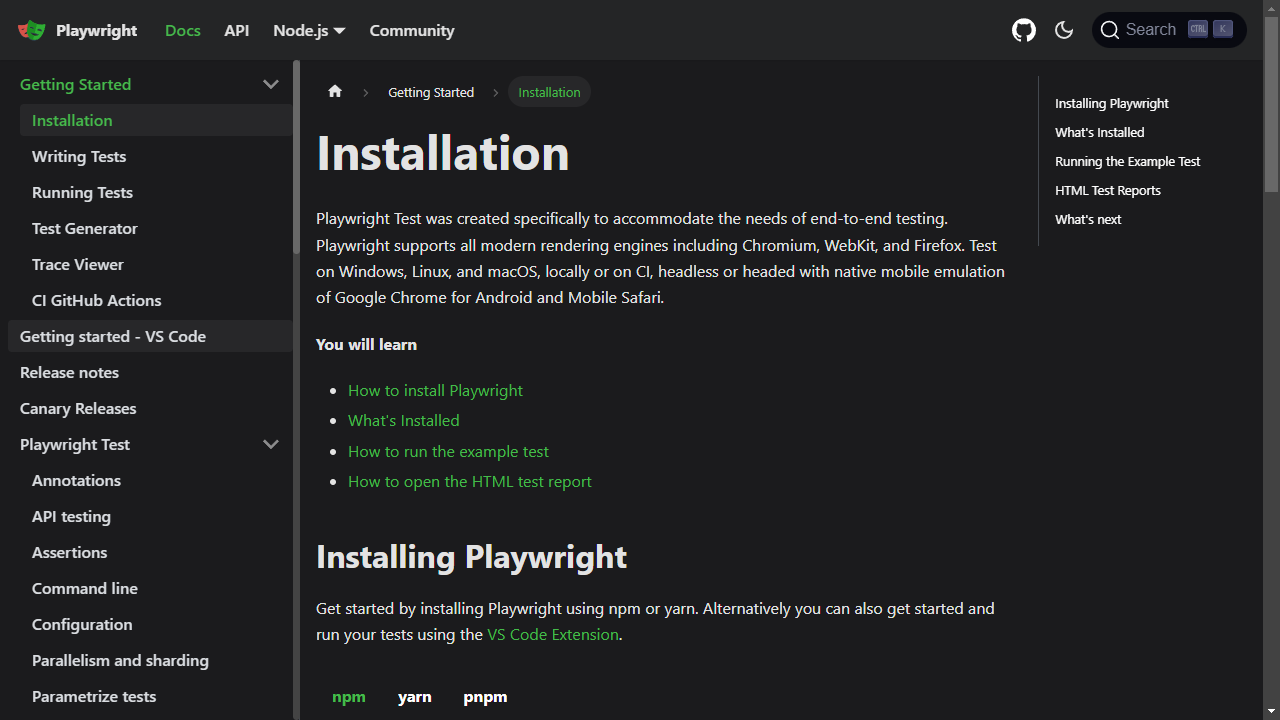 Playwright
Docs
API
Node.js
Community
Search
CTRL
K
Getting Started
Installation
Writing Tests
Running Tests
Test Generator
Trace Viewer
CI GitHub Actions
Getting started - VS Code
Release notes
Canary Releases
Playwright Test
Annotations
API testing
Assertions
Command line
Configuration
Parallelism and sharding
Parametrize tests
Getting Started
Installation
Installation
Playwright Test was created specifically to accommodate the needs of end-to-end testing.
Playwright supports all modern rendering engines including Chromium, WebKit, and Firefox. Test
on Windows, Linux, and macOS, locally or on CI, headless or headed with native mobile emulation
of Google Chrome for Android and Mobile Safari.
You will learn
How to install Playwright
What's Installed
How to run the example test
How to open the HTML test report
Installing Playwright
Get started by installing Playwright using npm or yarn. Alternatively you can also get started and
run your tests using the VS Code Extension.
npm
yarn
pnpm
Installing Playwright
What's Installed
Running the Example Test
HTML Test Reports
What's next